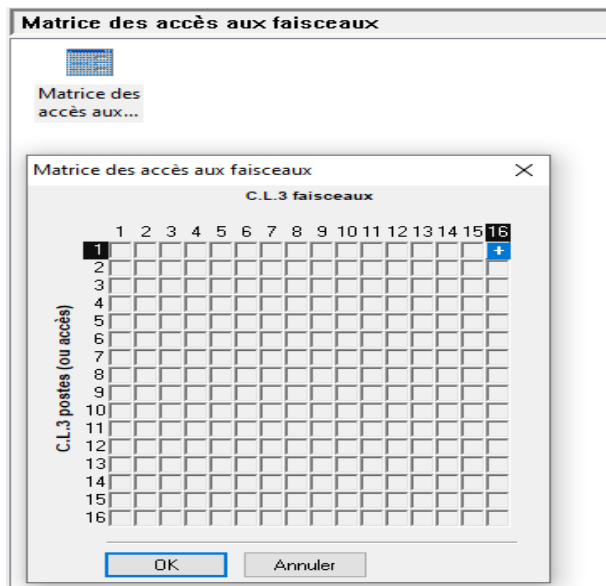 Matrice des accès aux faisceaux
Matrice des
accès aux...
Matrice des accès aux faisceaux
C.L.3 faisceaux
1 2 3 4 5 6 7 8 9 10 11 12 13 14 15 16
C.L.3 postes (ou accès)
1 +
2
3
4
5
6
7
8
9
10
11
12
13
14
15
16
OK Annuler